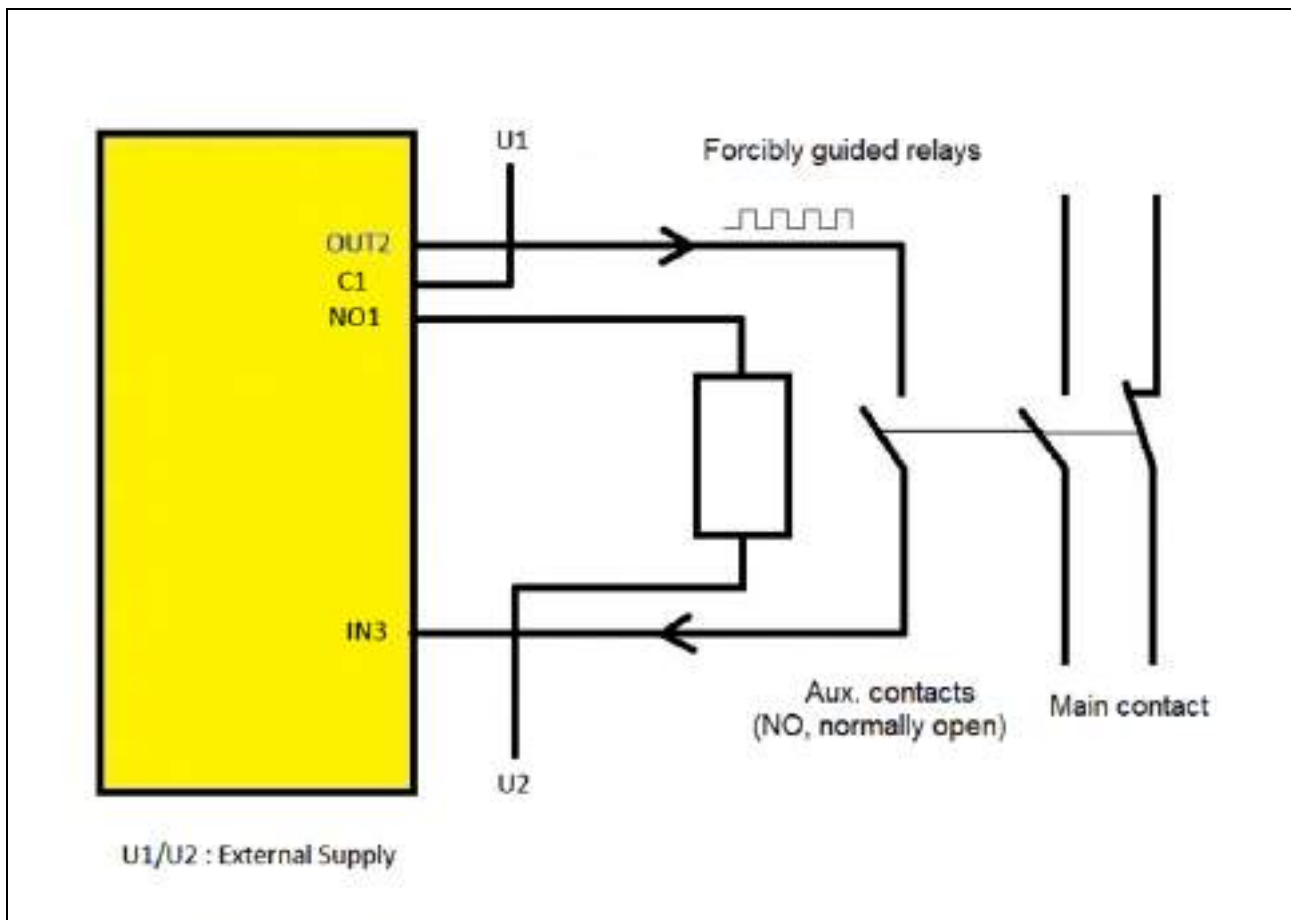 U1
Forcibly guided relays
OUT2
C1
NO1
IN3
Aux. contacts
(NO, normally open)
Main contact
U2
U1/U2 : External Supply